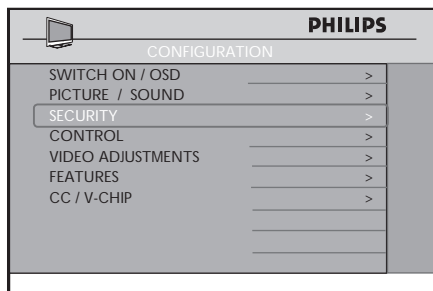 PHILIPS
CONFIGURATION
SWITCH ON / OSD >
PICTURE / SOUND >
SECURITY >
CONTROL >
VIDEO ADJUSTMENTS >
FEATURES >
CC / V-CHIP >